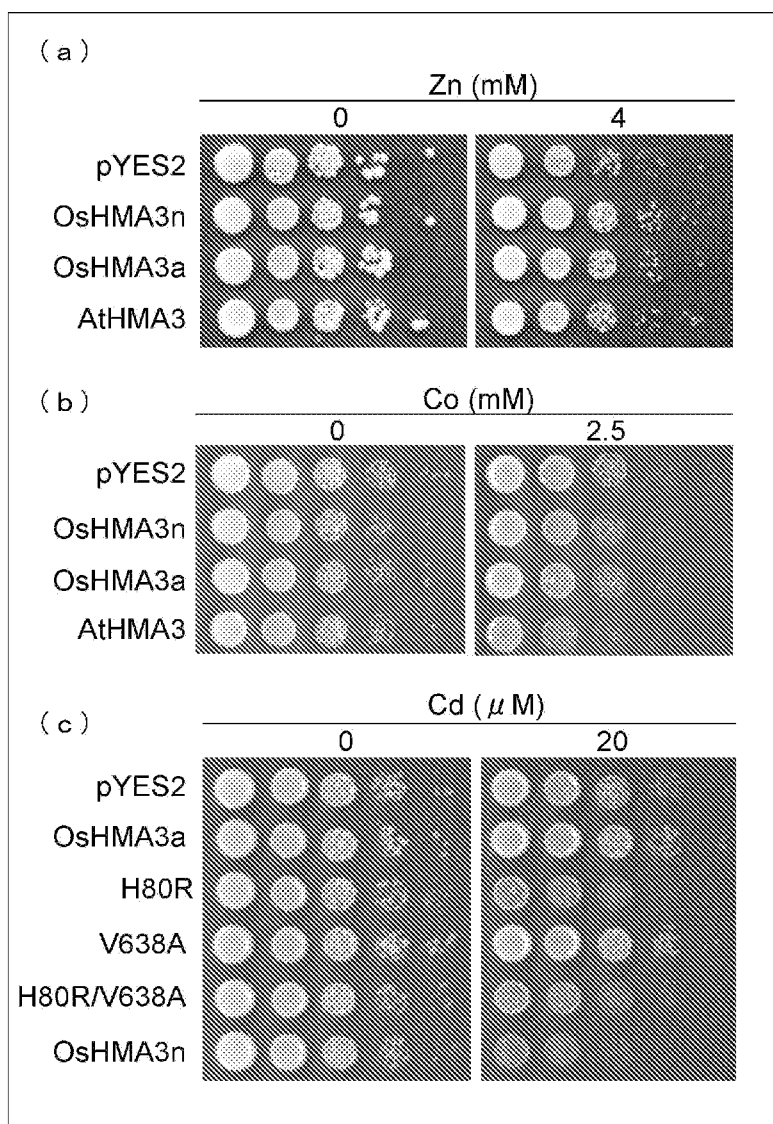 (a)
Zn (mM)
0 4
pYES2
OsHMA3n
OsHMA3a
AtHMA3
(b)
Co (mM)
0 2.5
pYES2
OsHMA3n
OsHMA3a
AtHMA3
(c)
Cd (μM)
0 20
pYES2
OsHMA3a
H80R
V638A
H80R/V638A
OsHMA3n